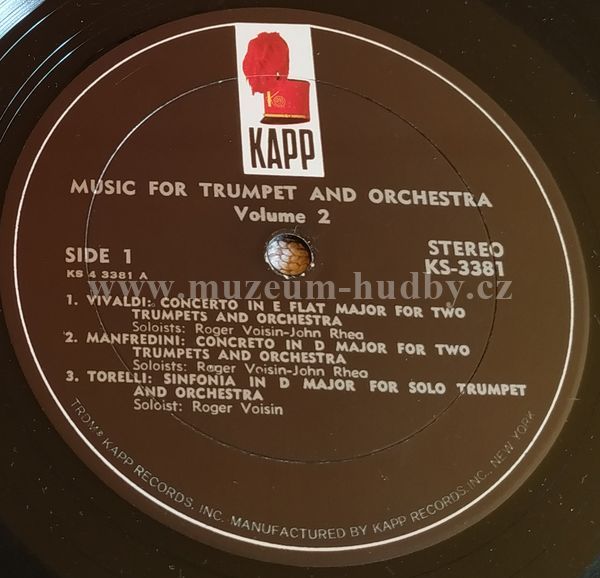 KAPP
MUSIC FOR TRUMPET AND ORCHESTRA
Volume 2
SIDE 1
KS 4 3381 A
STEREO
KS-3381
www.muzeum-hudby.cz
1. VIVALDI: CONCERTO IN E FLAT MAJOR FOR TWO
TRUMPETS AND ORCHESTRA
Soloists: Roger Voisin-John Rhea
2. MANFREDINI: CONCRETO IN D MAJOR FOR TWO
TRUMPETS AND ORCHESTRA
Soloists: Roger Voisin-John Rhea
3. TORELLI: SINFONIA IN D MAJOR FOR SOLO TRUMPET
AND ORCHESTRA
Soloist: Roger Voisin
KAPP RECORDS, INC. MANUFACTURED BY KAPP RECORDS, INC., NEW YORK